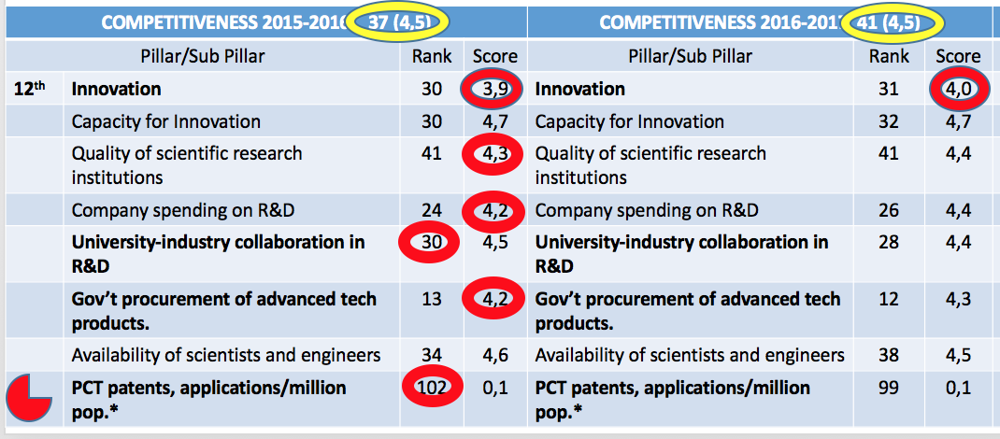 COMPETITIVENESS 2015-2016 37 (4,5) COMPETITIVENESS 2016-201 41 (4,5)
Pillar/Sub Pillar Rank Score Pillar/Sub Pillar Rank Score
12th Innovation 30 3,9 Innovation 31 4,0
Capacity for Innovation 30 4,7 Capacity for Innovation 32 4,7
Quality of scientific research 41 4,3 Quality of scientific research 41 4,4
institutions institutions
Company spending on R&D 24 4,2 Company spending on R&D 26 4,4
University-industry collaboration in 30 4,5 University-industry collaboration in 28 4,4
R&D R&D
Gov't procurement of advanced tech 13 4,2 Gov't procurement of advanced tech 12 4,3
products. products.
Availability of scientists and engineers 34 4,6 Availability of scientists and engineers 38 4,5
PCT patents, applications/million 102 0,1 PCT patents, applications/million 99 0,1
pop.* pop.*